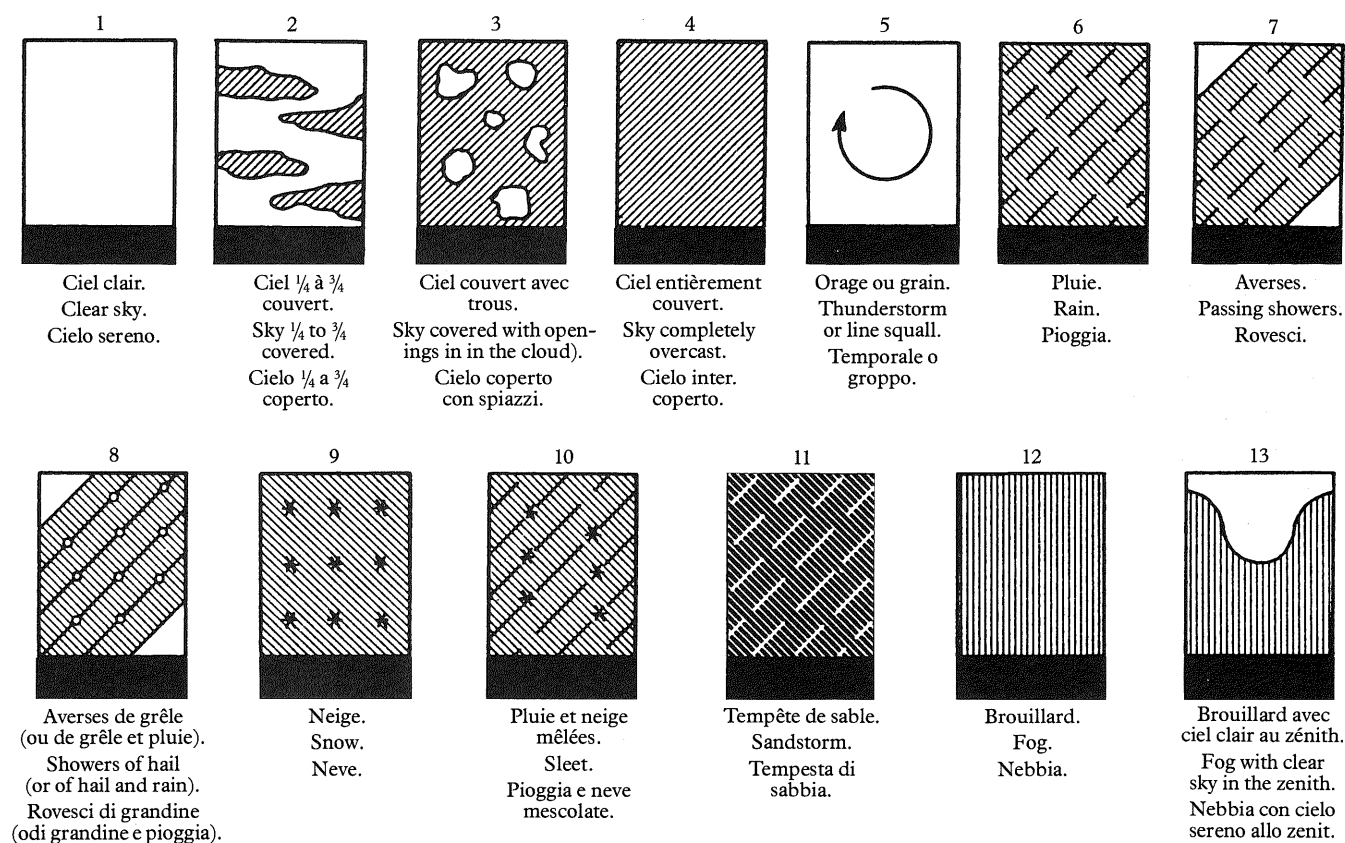 1 2 3 4 5 6 7
Ciel clair.
Clear sky.
Cielo sereno.
Ciel ¼ à ¾
couvert.
Sky ¼ to ¾
covered.
Cielo ¼ a ¾
coperto.
Ciel couvert avec
trous.
Sky covered with open-
ings in in the cloud).
Cielo coperto
con spiazzi.
Ciel entièrement
couvert.
Sky completely
overcast.
Cielo inter.
coperto.
Orage ou grain.
Thunderstorm
or line squall.
Temporale o
groppo.
Pluie.
Rain.
Pioggia.
Averses.
Passing showers.
Rovesci.
8 9 10 11 12 13
Averses de grêle
(ou de grêle et pluie).
Showers of hail
(or of hail and rain).
Rovesci di grandine
(odi grandine e pioggia).
Neige.
Snow.
Neve.
Pluie et neige
mêlées.
Sleet.
Pioggia e neve
mescolate.
Tempête de sable.
Sandstorm.
Tempesta di
sabbia.
Brouillard.
Fog.
Nebbia.
Brouillard avec
ciel clair au zénith.
Fog with clear
sky in the zenith.
Nebbia con cielo
sereno allo zenit.